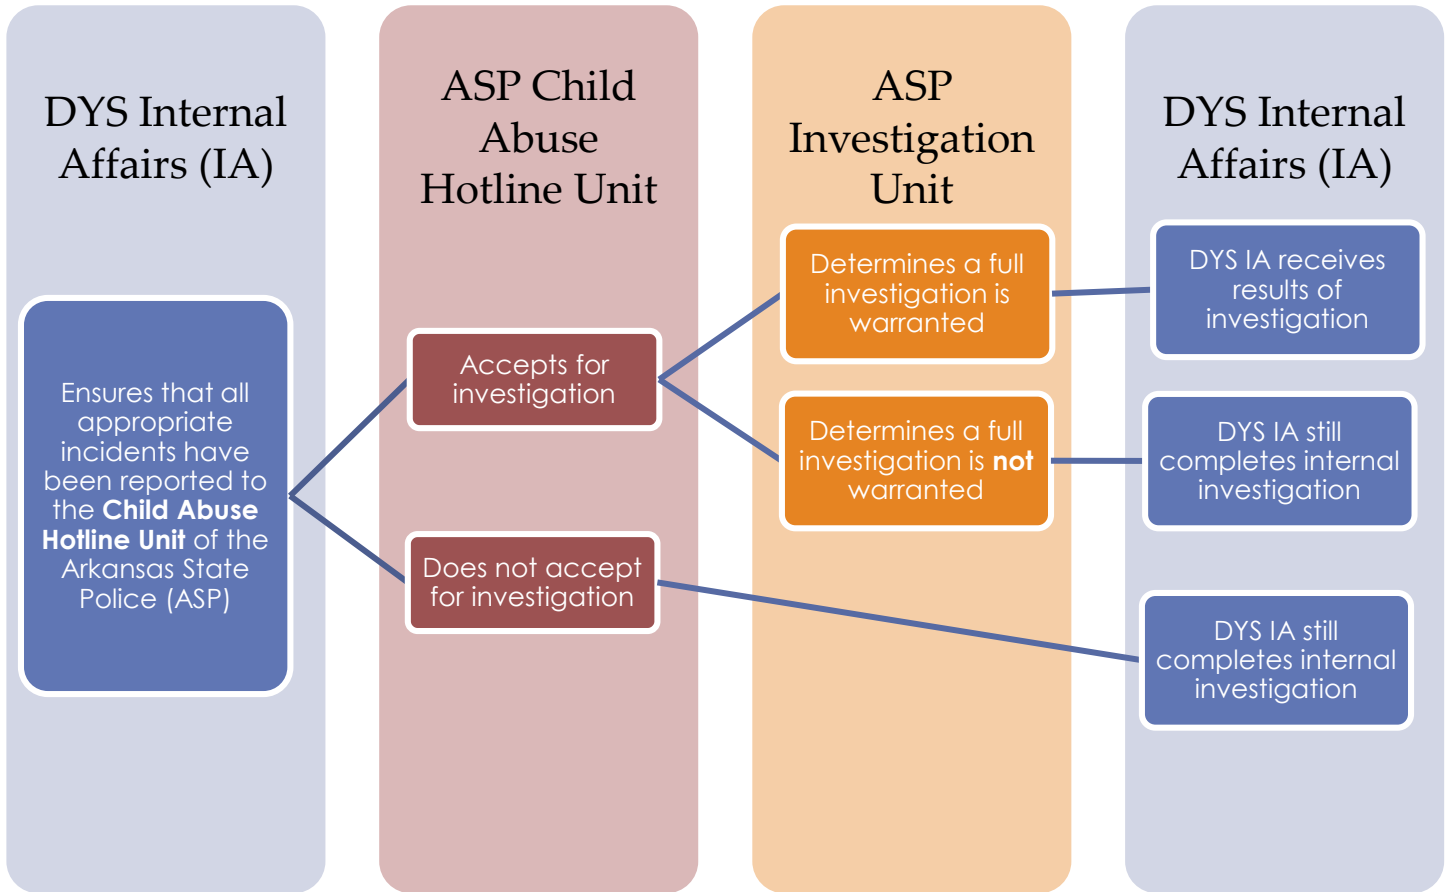 DYS Internal
Affairs (IA)
Ensures that all
appropriate
incidents have
been reported to
the Child Abuse
Hotline Unit of the
Arkansas State
Police (ASP)
ASP Child
Abuse
Hotline Unit
Accepts for
investigation
Does not accept
for investigation
ASP
Investigation
Unit
Determines a full
investigation is
warranted
Determines a full
investigation is not
warranted
DYS Internal
Affairs (IA)
DYS IA receives
results of
investigation
DYS IA still
completes internal
investigation
DYS IA still
completes internal
investigation